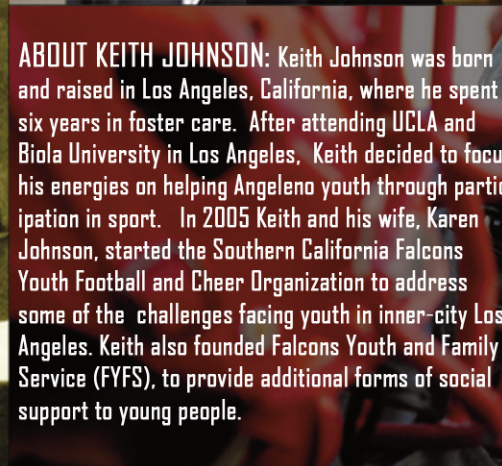 ABOUT KEITH JOHNSON: Keith Johnson was born
and raised in Los Angeles, California, where he spent
six years in foster care. After attending UCLA and
Biola University in Los Angeles, Keith decided to focu
his energies on helping Angeleno youth through partic
ipation in sport. In 2005 Keith and his wife, Karen
Johnson, started the Southern California Falcons
Youth Football and Cheer Organization to address
some of the challenges facing youth in inner-city Los
Angeles. Keith also founded Falcons Youth and Family
Service (FYFS), to provide additional forms of social
support to young people.